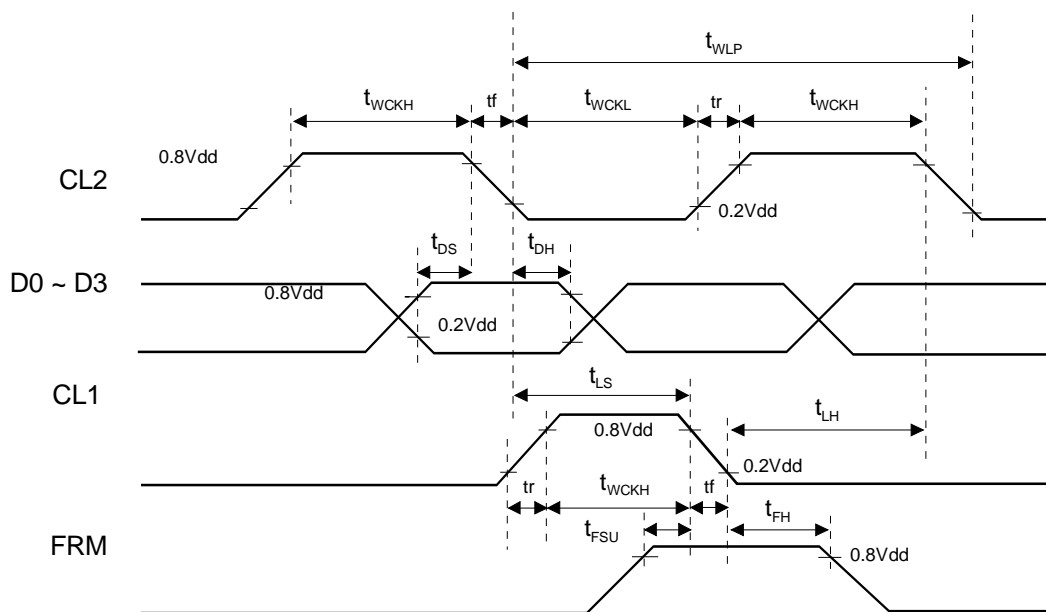 tWLP
tWCKH tf tWCKL tr tWCKH
0.8Vdd
CL2
0.2Vdd
tDS tDH
D0 ~ D3
0.8Vdd
0.2Vdd
CL1
tLS
tLH
0.8Vdd
0.2Vdd
tr tWCKH tf
tFSU tFH
FRM
0.8Vdd